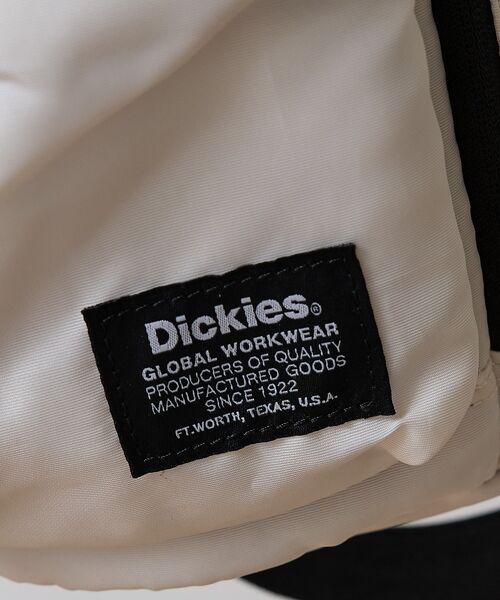 Dickies®
GLOBAL WORKWEAR
PRODUCERS OF QUALITY
MANUFACTURED GOODS
SINCE 1922
FT.WORTH, TEXAS, U.S.A.